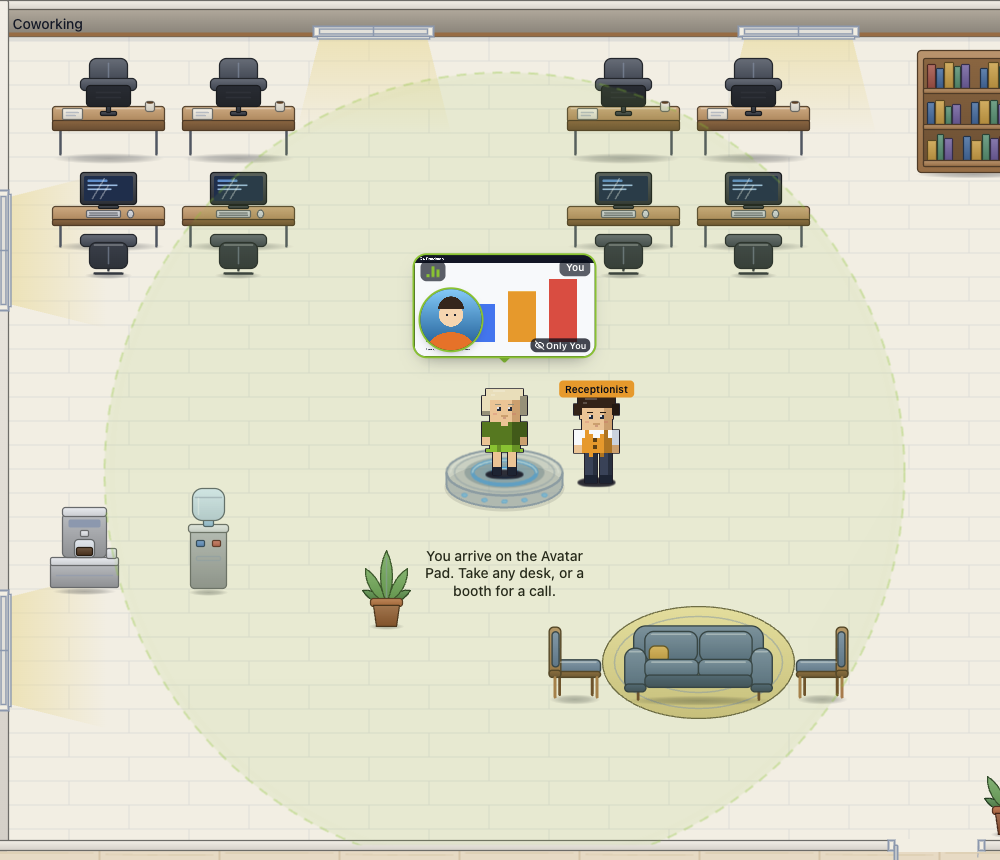 Coworking
You
Only You
Receptionist
You arrive on the Avatar
Pad. Take any desk, or a
booth for a call.